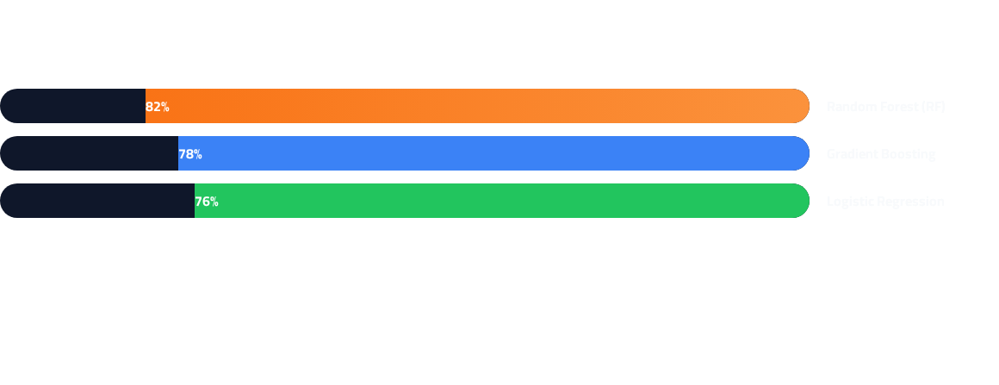 82% Random Forest (RF)
78% Gradient Boosting
76% Logistic Regression